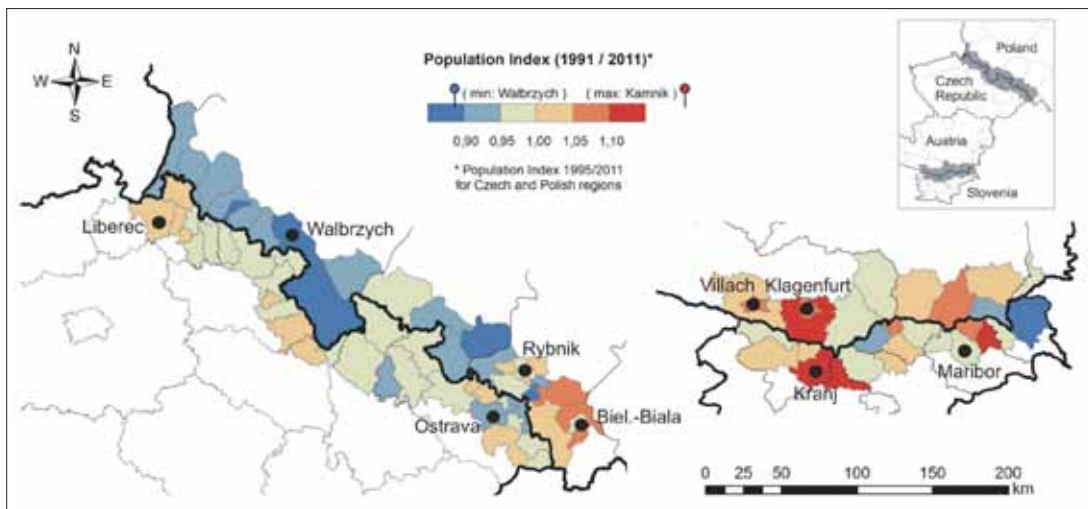 N
W E
S
Population Index (1991 / 2011)*
( min: Walbrzych ) ( max: Kamnik )
0,90 0,95 1,00 1,05 1,10
* Population Index 1995/2011
for Czech and Polish regions
Poland
Czech
Republic
Austria
Slovenia
Liberec
Walbrzych
Rybnik
Ostrava
Biel.-Biala
Villach Klagenfurt
Maribor
Kranj
0 25 50 100 150 200
km